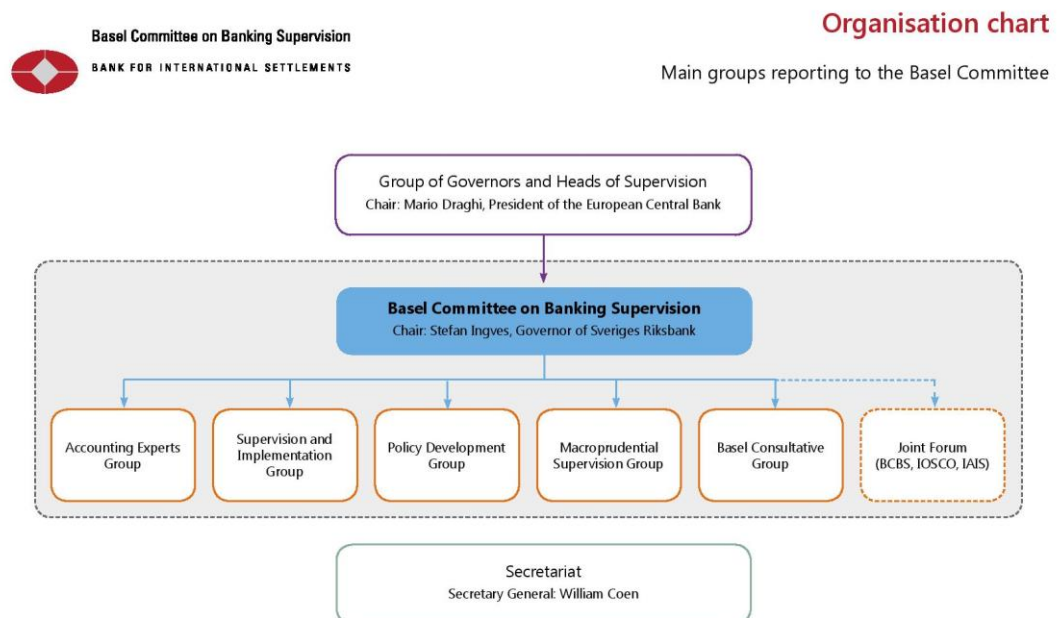 Basel Committee on Banking Supervision
BANK FOR INTERNATIONAL SETTLEMENTS
Organisation chart
Main groups reporting to the Basel Committee
Group of Governors and Heads of Supervision
Chair: Mario Draghi, President of the European Central Bank
Basel Committee on Banking Supervision
Chair: Stefan Ingves, Governor of Sveriges Riksbank
Accounting Experts
Group
Supervision and
Implementation
Group
Policy Development
Group
Macroprudential
Supervision Group
Basel Consultative
Group
Joint Forum
(BCBS, IOSCO, IAIS)
Secretariat
Secretary General: William Coen